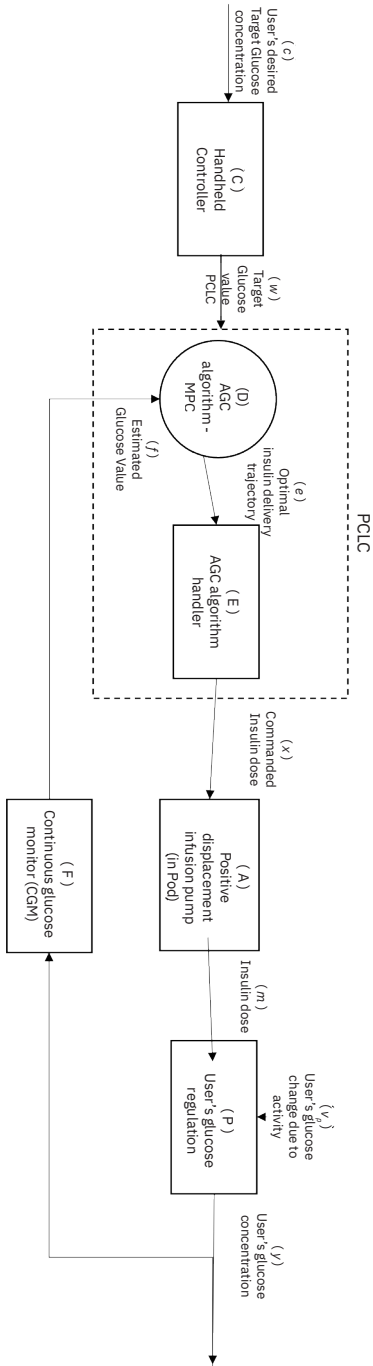 PCLC
( c )
User's desired
Target Glucose
concentration
( C )
Handheld
Controller
( w )
Target
Glucose
value
PCLC
(D)
AGC
algorithm-
MPC
( e )
Optimal
insulin delivery
trajectory
( E )
AGC algorithm
handler
( x )
Commanded
Insulin dose
( A )
Positive
displacement
infusion pump
(in Pod)
( m )
Insulin dose
( v p )
User's glucose
change due to
activity
( P )
User's glucose
regulation
( y )
User's glucose
concentration
( f )
Estimated
Glucose Value
( F )
Continuous glucose
monitor (CGM)